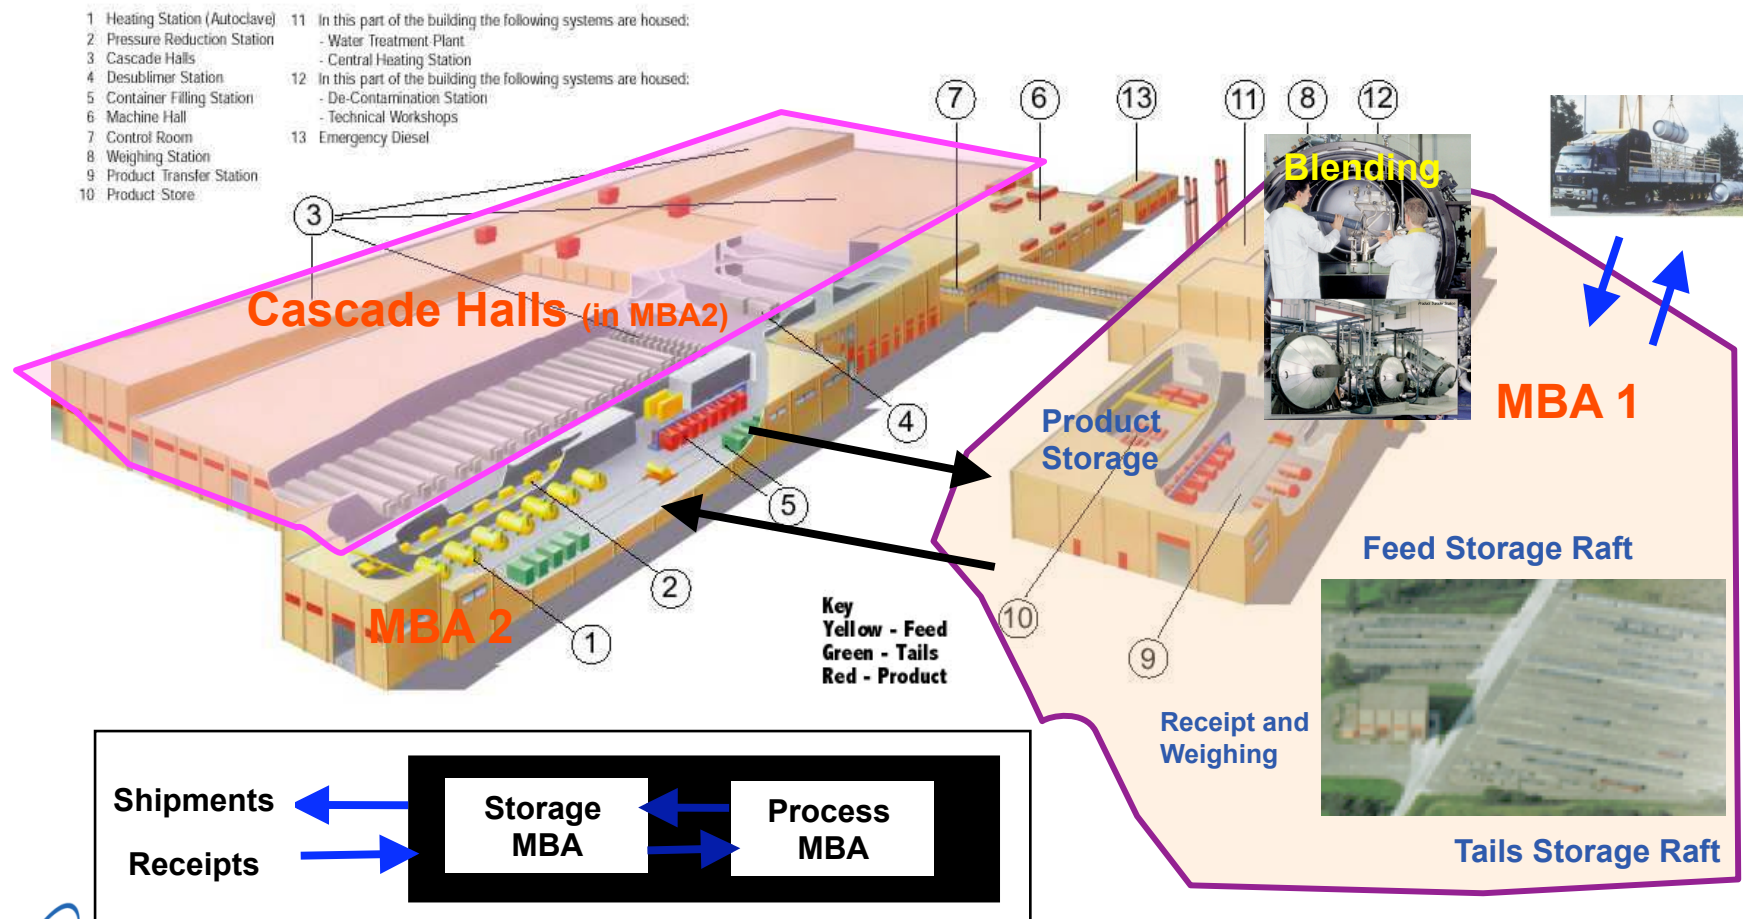 1 Heating Station (Autoclave)
2 Pressure Reduction Station
3 Cascade Halls
4 Desublimer Station
5 Container Filling Station
6 Machine Hall
7 Control Room
8 Weighing Station
9 Product Transfer Station
10 Product Store
11 In this part of the building the following systems are housed:
- Water Treatment Plant
- Central Heating Station
12 In this part of the building the following systems are housed:
- De-Contamination Station
- Technical Workshops
13 Emergency Diesel
7
6
13
11
8
12
Blending
3
Cascade Halls (in MBA2)
4
5
2
1
MBA 2
Product
Storage
MBA 1
10
9
Feed Storage Raft
Key
Yellow - Feed
Green - Tails
Red - Product
Receipt and
Weighing
Tails Storage Raft
Shipments
Receipts
Storage
MBA
Process
MBA